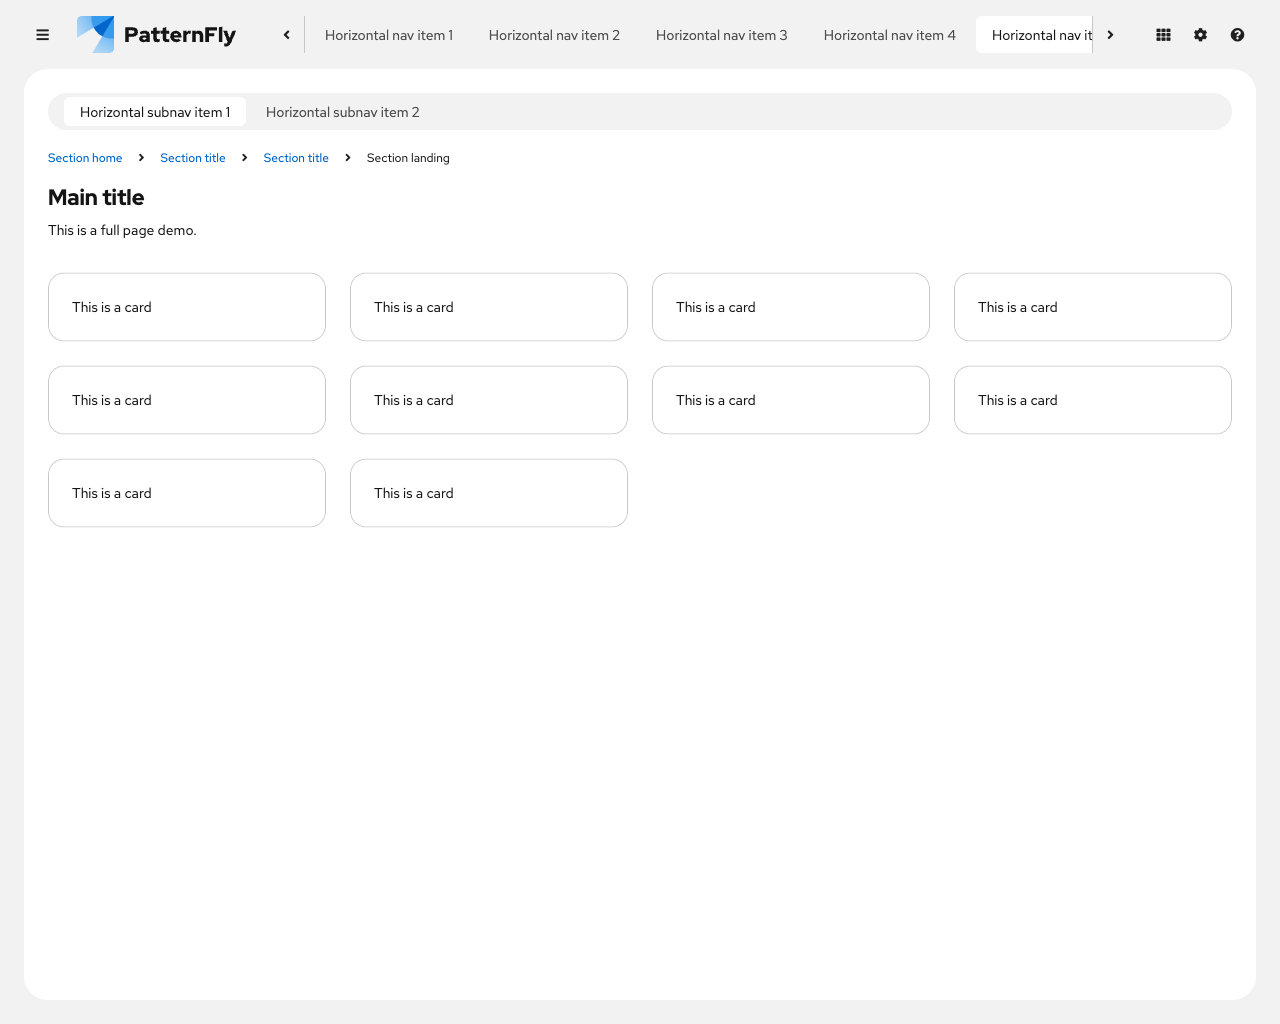 PatternFly
Horizontal nav item 1
Horizontal nav item 2
Horizontal nav item 3
Horizontal nav item 4
Horizontal nav it
Horizontal subnav item 1
Horizontal subnav item 2
Section home
Section title
Section title
Section landing
Main title
This is a full page demo.
This is a card
This is a card
This is a card
This is a card
This is a card
This is a card
This is a card
This is a card
This is a card
This is a card